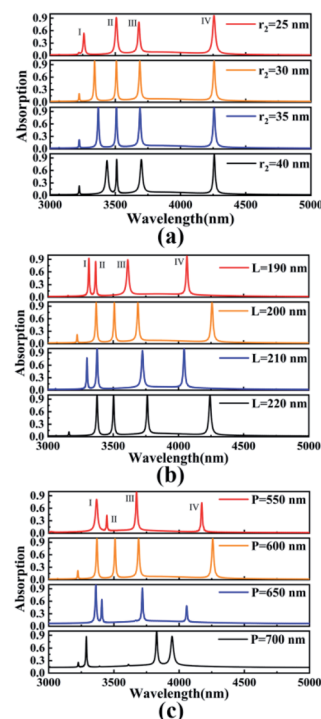 I II III IV
r₂=25 nm
0.9
0.6
0.3
0.0
r₂=30 nm
0.9
0.6
0.3
0.0
r₂=35 nm
0.9
0.6
0.3
0.0
r₂=40 nm
0.9
0.6
0.3
0.0
Absorption
3000 3500 4000 4500 5000
Wavelength(nm)
(a)
I II III IV
L=190 nm
0.9
0.6
0.3
0.0
L=200 nm
0.9
0.6
0.3
0.0
L=210 nm
0.9
0.6
0.3
0.0
L=220 nm
0.9
0.6
0.3
0.0
Absorption
3000 3500 4000 4500 5000
Wavelength(nm)
(b)
I II III IV
P=550 nm
0.9
0.6
0.3
0.0
P=600 nm
0.9
0.6
0.3
0.0
P=650 nm
0.9
0.6
0.3
0.0
P=700 nm
0.9
0.6
0.3
0.0
Absorption
3000 3500 4000 4500 5000
Wavelength(nm)
(c)